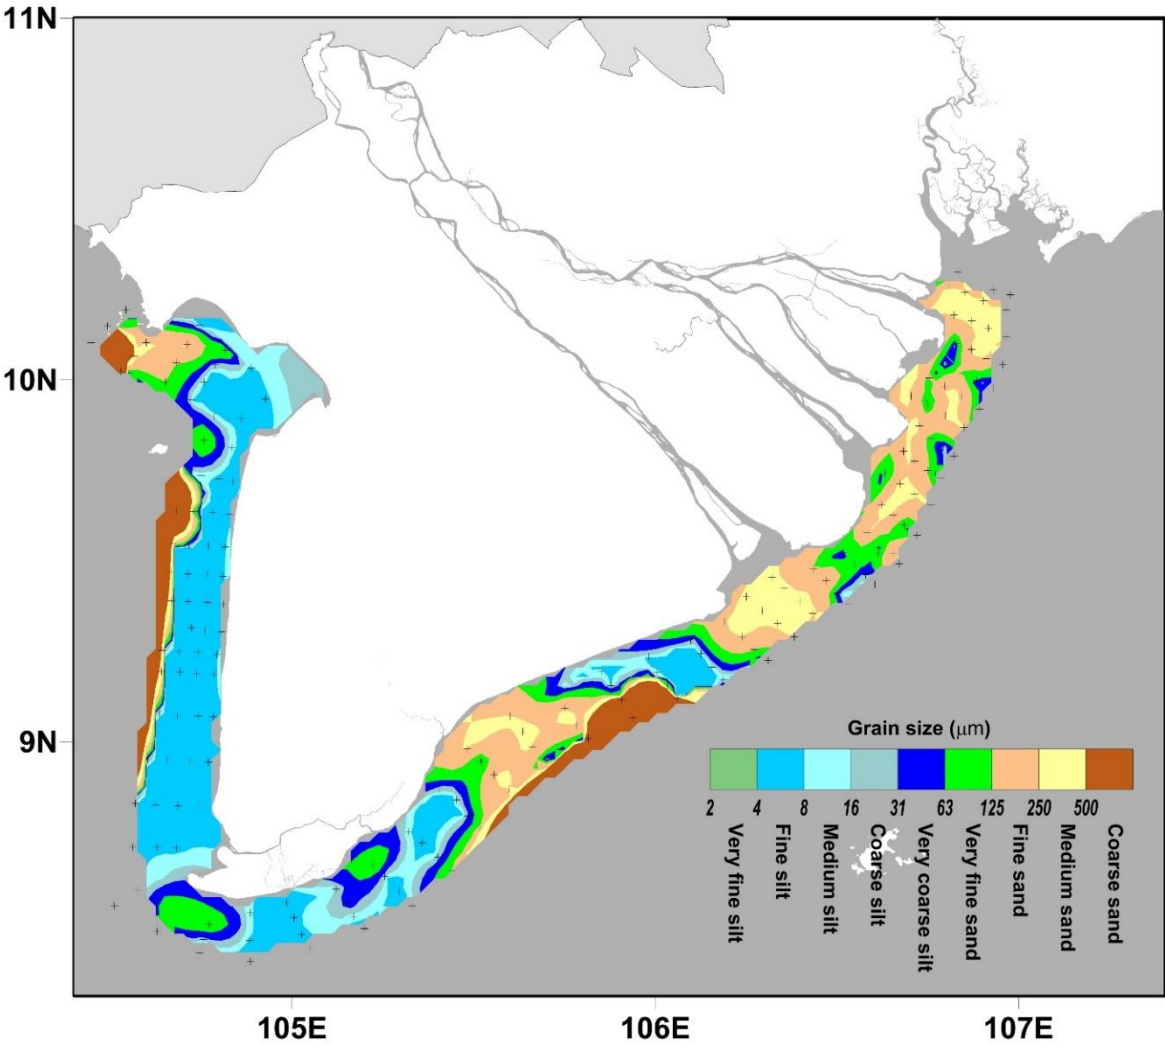 11N
10N
9N
105E
106E
107E
Grain size (μm)
2 4 8 16 31 63 125 250 500
Very fine silt
Fine silt
Medium silt
Coarse silt
Very coarse silt
Very fine sand
Fine sand
Medium sand
Coarse sand